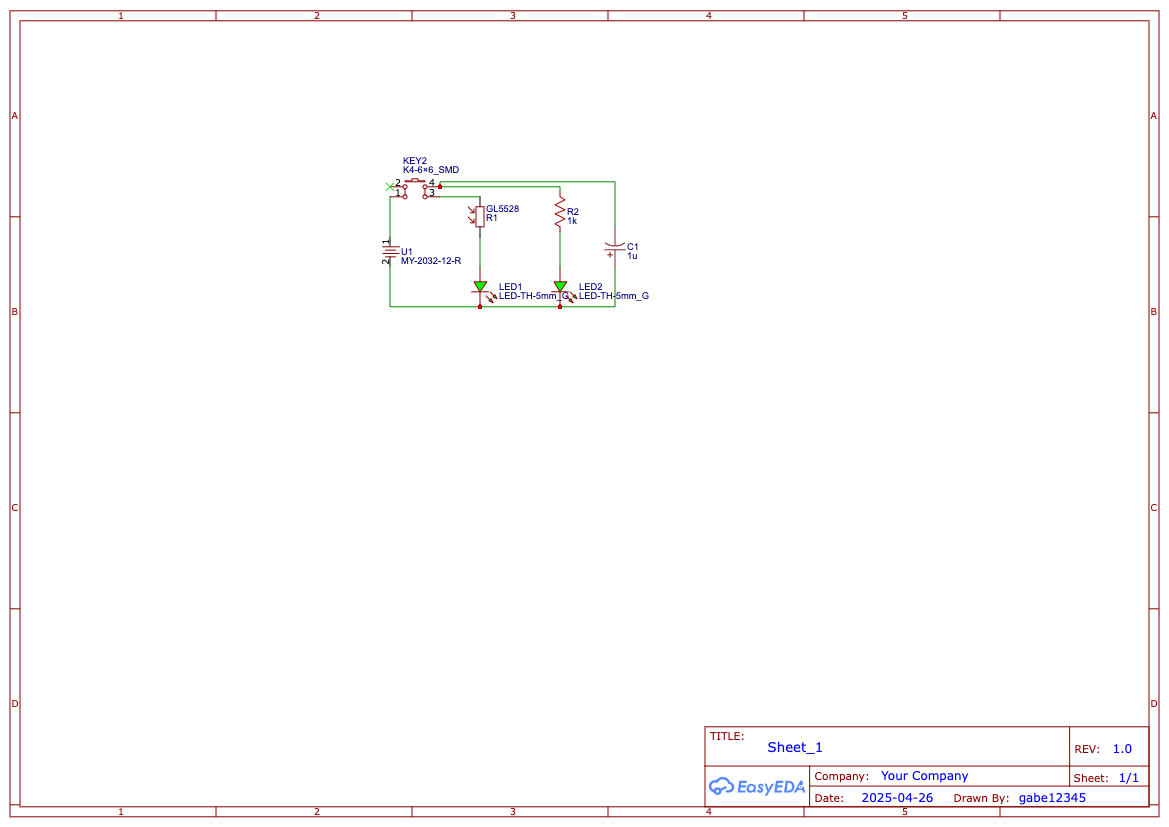 1 2 3 4 5
A A
KEY2
K4-6×6_SMD
2 4
1 3
GL5528
R1
R2
1k
1
U1
MY-2032-12-R
2
C1
+
1u
LED1
LED-TH-5mm_G
LED2
LED-TH-5mm_G
B B
C C
D D
TITLE:
Sheet_1
REV: 1.0
EasyEDA
Company: Your Company
Sheet: 1/1
Date: 2025-04-26 Drawn By: gabe12345
1 2 3 4 5